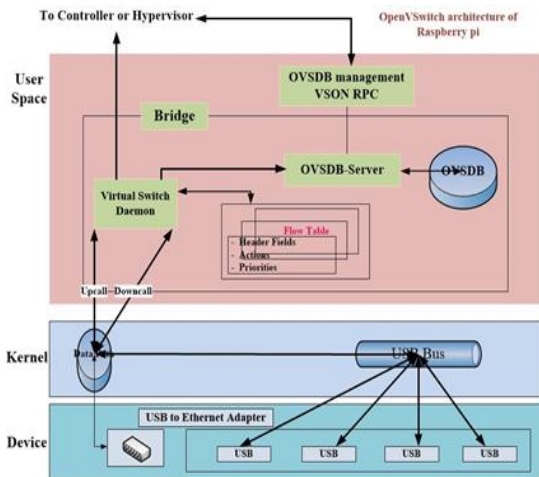 To Controller or Hypervisor
OpenVSwitch architecture of
Raspberry pi
User
Space
OVSDB management
VSON RPC
Bridge
OVSDB-Server
OVSDB
Virtual Switch
Daemon
Flow Table
- Header Fields
- Actions
- Priorities
Upcall
Downcall
Kernel
USB Bus
Device
USB to Ethernet Adapter
USB
USB
USB
USB